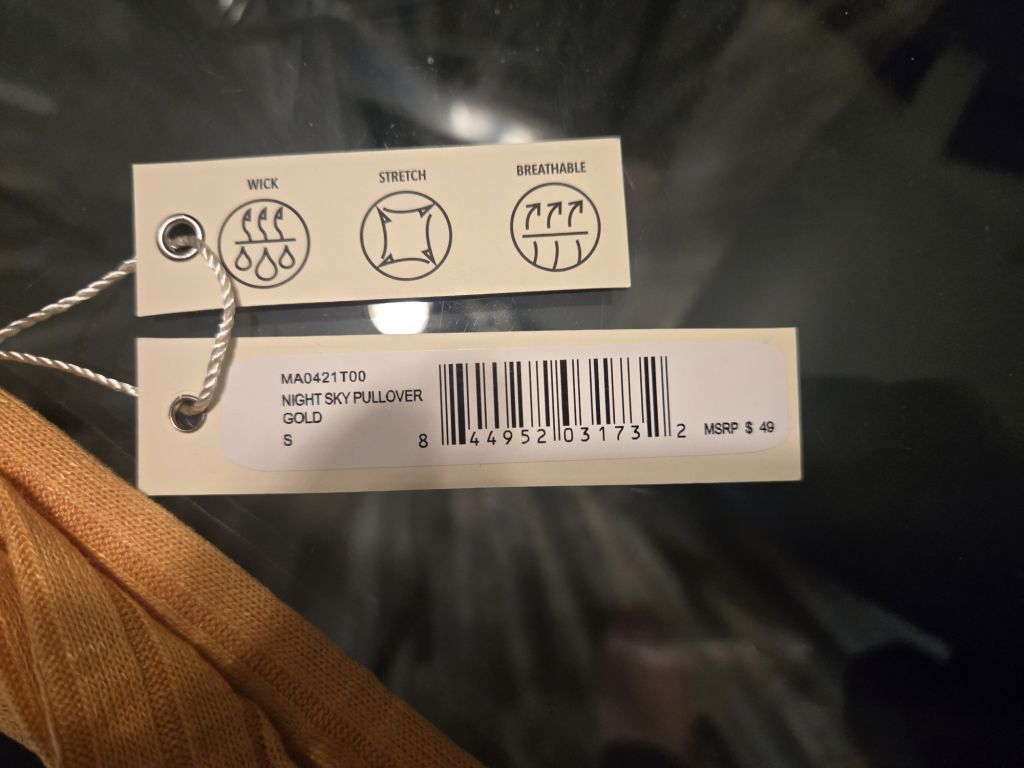 WICK
STRETCH
BREATHABLE
MA0421T00
NIGHT SKY PULLOVER
GOLD
S
8 44952 03173 2
MSRP $ 49